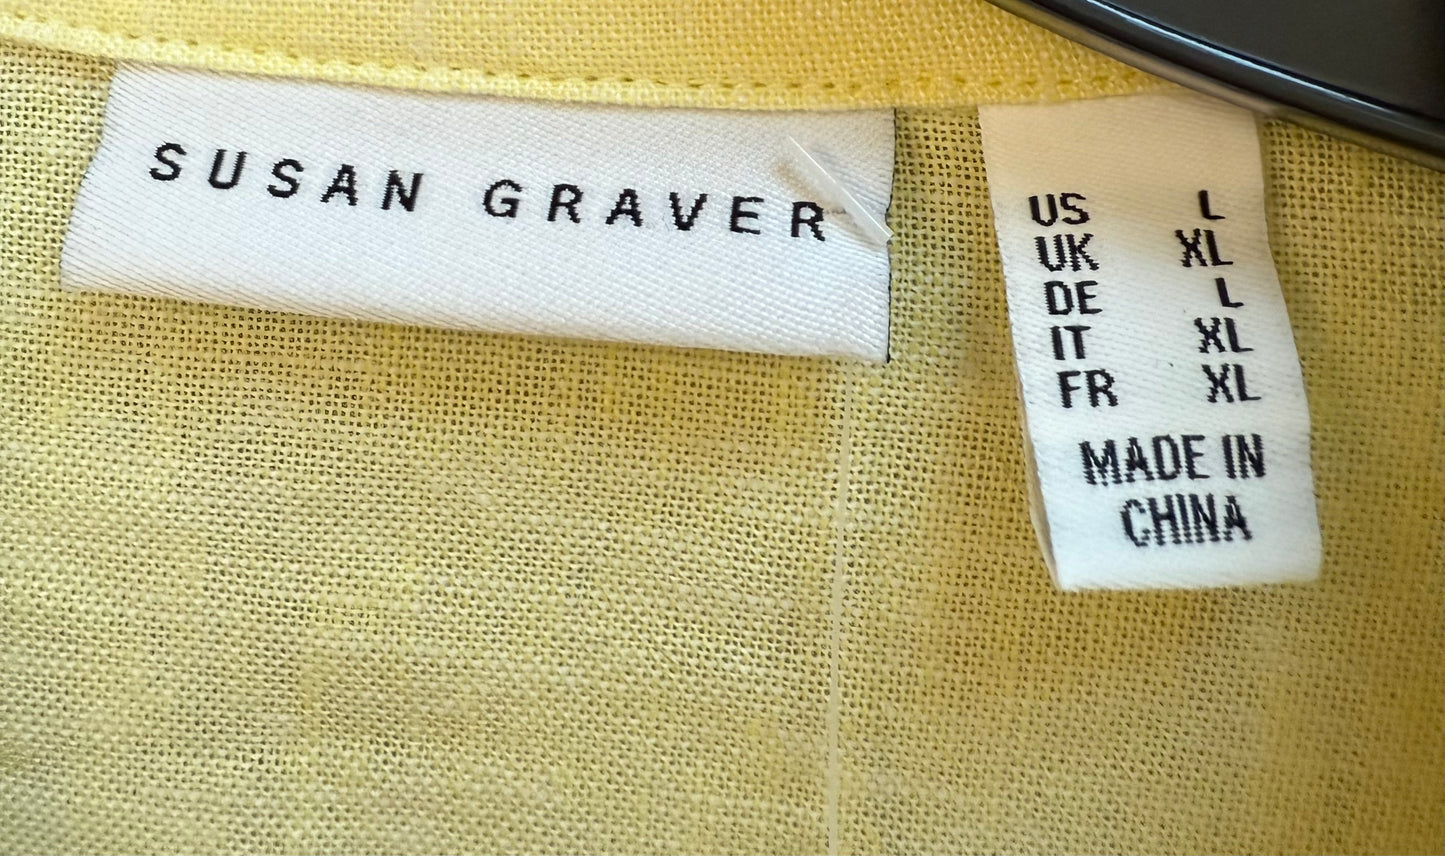 SUSAN GRAVER
US L
UK XL
DE L
IT XL
FR XL
MADE IN
CHINA